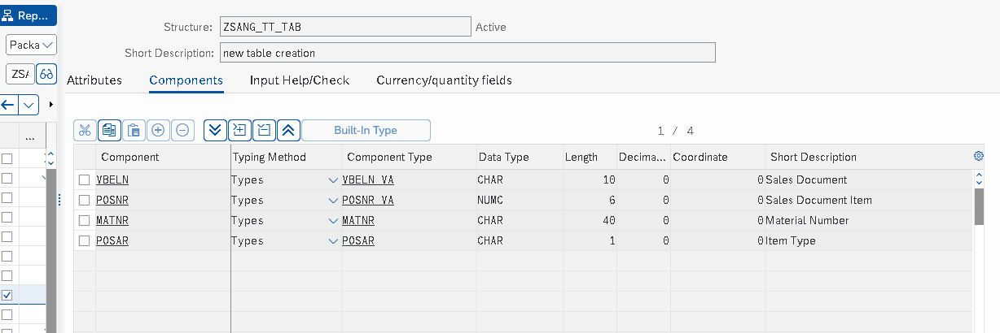 Rep...
Packa
ZSA
...
Structure: ZSANG_TT_TAB Active
Short Description: new table creation
Attributes Components Input Help/Check Currency/quantity fields
Built-In Type 1 / 4
Component Typing Method Component Type Data Type Length Decima... Coordinate Short Description
VBELN Types VBELN_VA CHAR 10 0 0 Sales Document
POSNR Types POSNR_VA NUMC 6 0 0 Sales Document Item
MATNR Types MATNR CHAR 40 0 0 Material Number
POSAR Types POSAR CHAR 1 0 0 Item Type